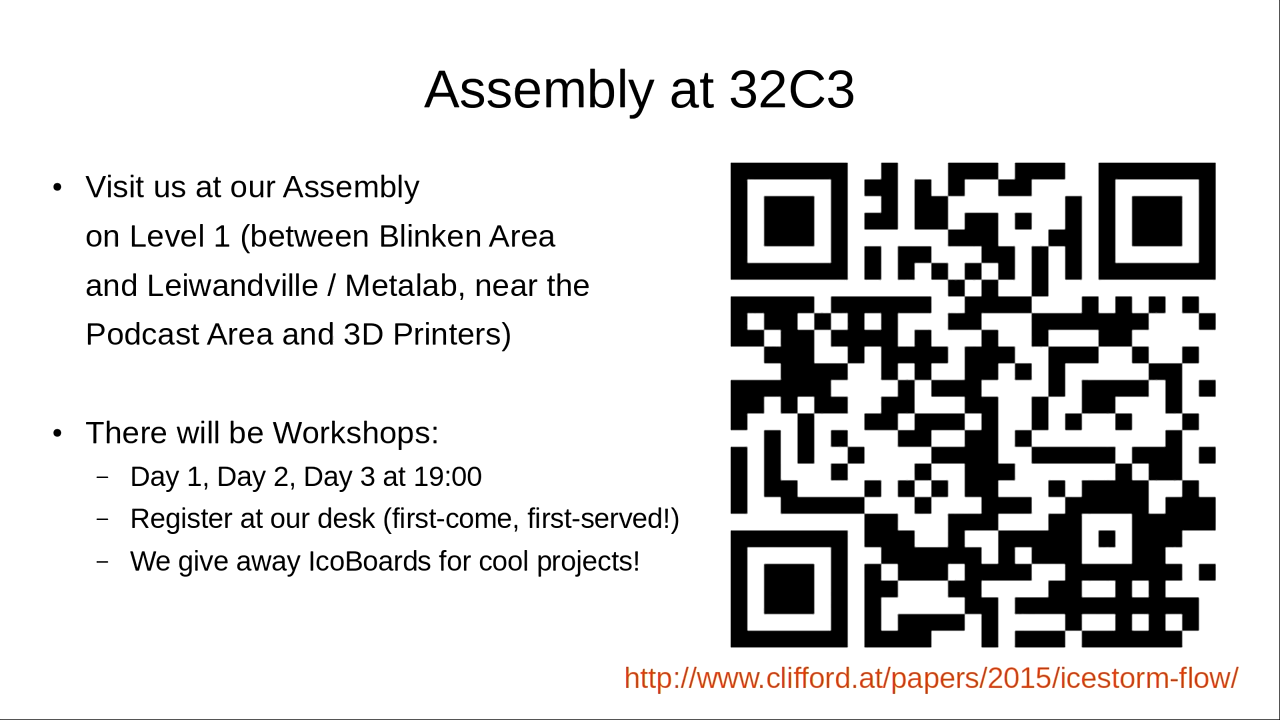 Assembly at 32C3
• Visit us at our Assembly
on Level 1 (between Blinken Area
and Leiwandville / Metalab, near the
Podcast Area and 3D Printers)
• There will be Workshops:
– Day 1, Day 2, Day 3 at 19:00
– Register at our desk (first-come, first-served!)
– We give away IcoBoards for cool projects!
http://www.clifford.at/papers/2015/icestorm-flow/